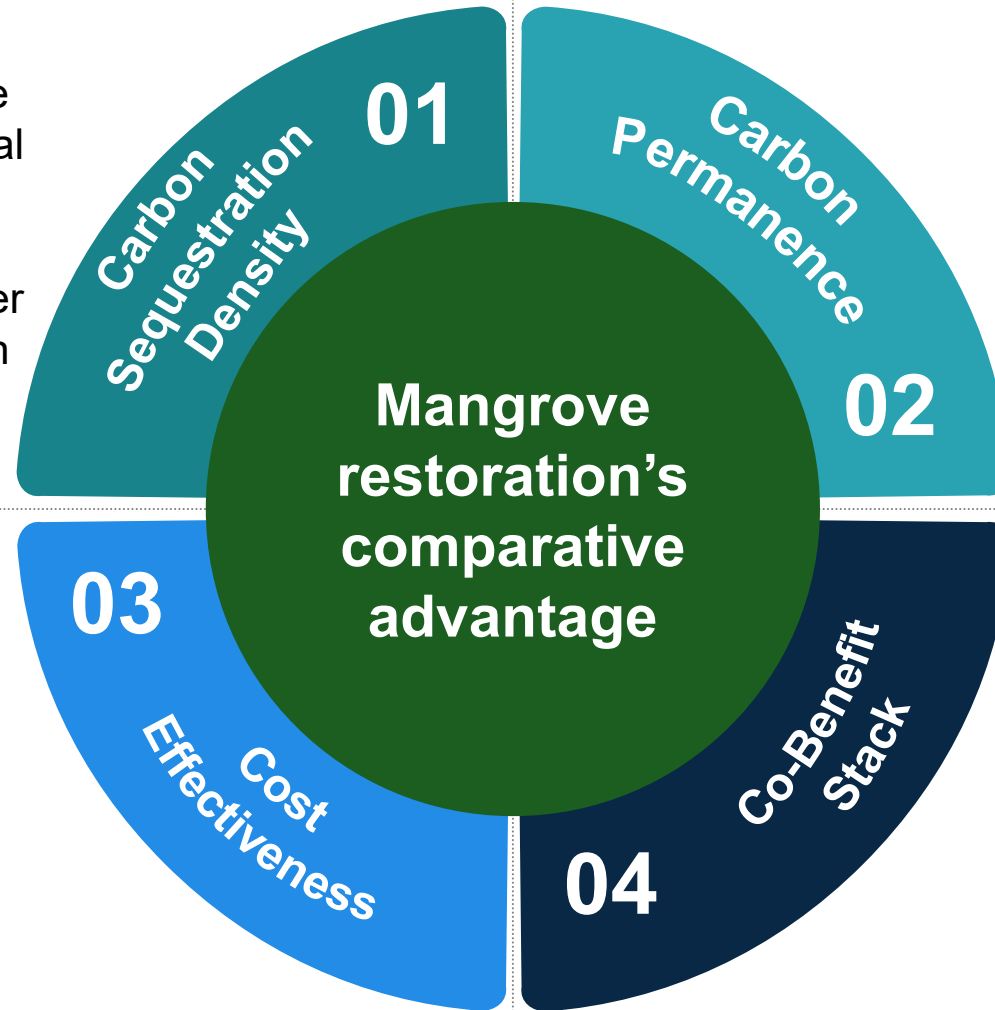 01
Carbon
Sequestration
Density
Carbon
Permanence
02
Mangrove
restoration’s
comparative
advantage
03
Cost
Effectiveness
Co-Benefit
Stack
04